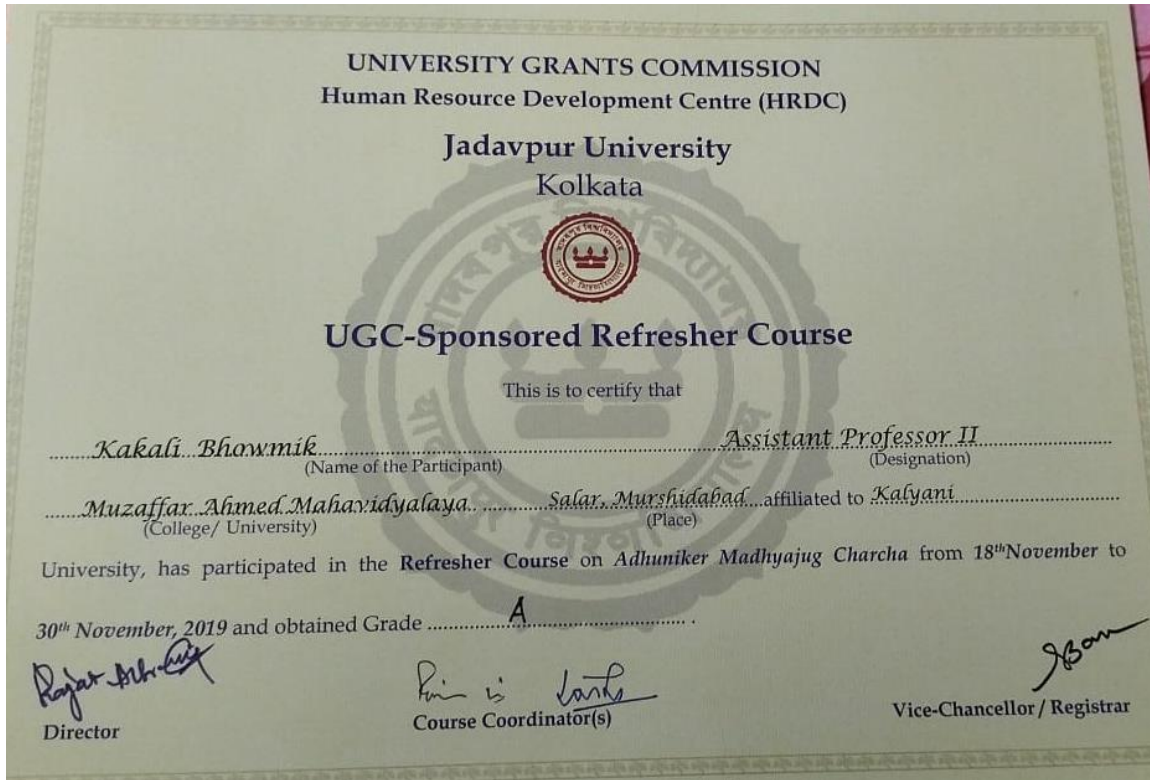 UNIVERSITY GRANTS COMMISSION
Human Resource Development Centre (HRDC)
Jadavpur University
Kolkata
যাদবপুর বিশ্ববিদ্যালয়
UGC-Sponsored Refresher Course
This is to certify that
Kakali Bhowmik Assistant Professor II
(Name of the Participant) (Designation)
Muzaffar Ahmed Mahavidyalaya Salar, Murshidabad affiliated to Kalyani
(College/ University) (Place)
University, has participated in the Refresher Course on Adhuniker Madhyajug Charcha from 18th November to
30th November, 2019 and obtained Grade A
Director Course Coordinator(s) Vice-Chancellor / Registrar